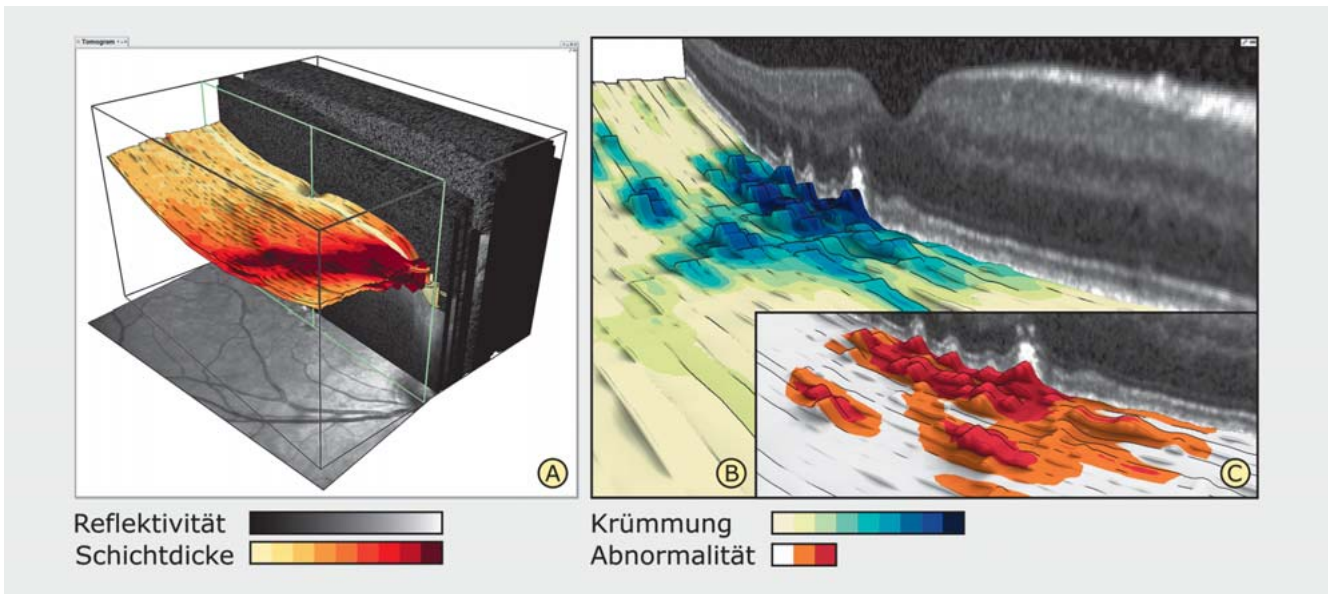 Tomogram
A
B
C
Reflektivität
Schichtdicke
Krümmung
Abnormalität